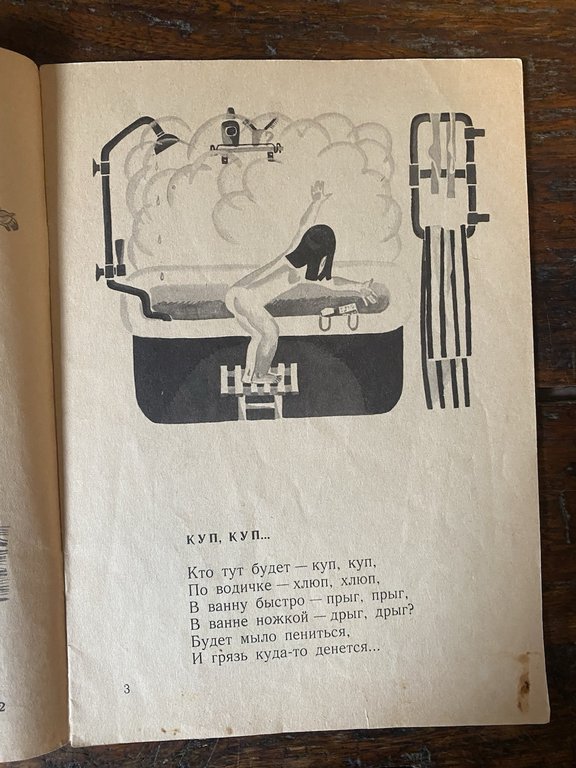 КУП, КУП...
Кто тут будет — куп, куп,
По водичке — хлюп, хлюп,
В ванну быстро — прыг, прыг,
В ванне ножкой — дрыг, дрыг?
Будет мыло пениться,
И грязь куда-то денется...
3
2